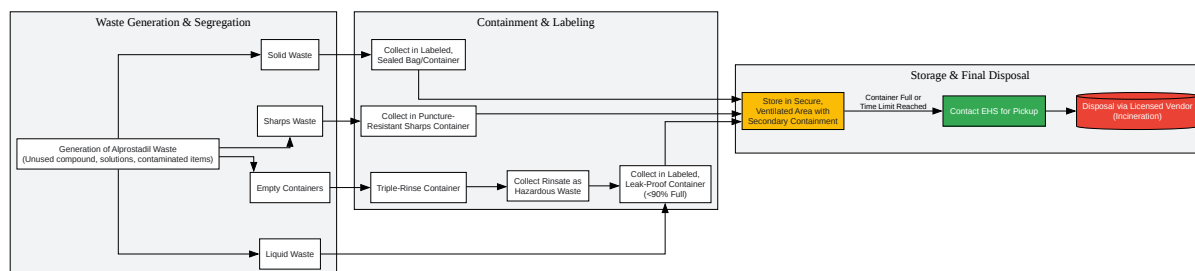 Waste Generation & Segregation
Solid Waste
Sharps Waste
Generation of Alprostadil Waste
(Unused compound, solutions, contaminated items)
Empty Containers
Liquid Waste
Containment & Labeling
Collect in Labeled,
Sealed Bag/Container
Collect in Puncture-
Resistant Sharps Container
Triple-Rinse Container
Collect Rinsate as
Hazardous Waste
Collect in Labeled,
Leak-Proof Container
(<90% Full)
Storage & Final Disposal
Store in Secure,
Ventilated Area with
Secondary Containment
Container Full or
Time Limit Reached
Contact EHS for Pickup
Disposal via Licensed Vendor
(Incineration)